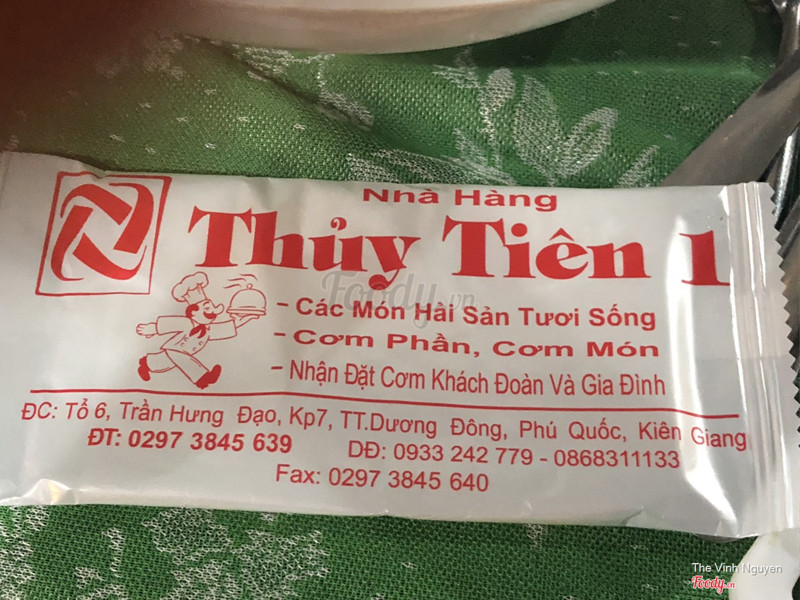 Nhà Hàng
Thủy Tiên 1
- Các Món Hải Sản Tươi Sống
- Cơm Phần, Cơm Món
- Nhận Đặt Cơm Khách Đoàn Và Gia Đình
ĐC: Tổ 6, Trần Hưng Đạo, Kp7, TT.Dương Đông, Phú Quốc, Kiên Giang
ĐT: 0297 3845 639 DĐ: 0933 242 779 - 0868311133
Fax: 0297 3845 640
Foody.vn
The Vinh Nguyen
Foody.vn